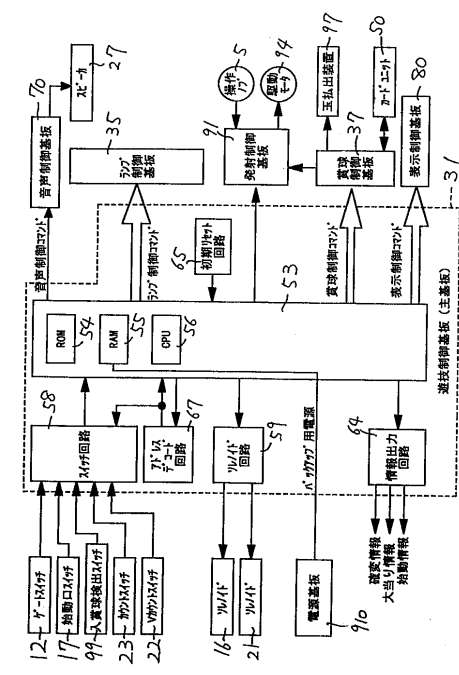 12
ゲートスイッチ
17
始動口スイッチ
99
入賞球検出スイッチ
23
カウントスイッチ
22
Vカウントスイッチ
58
スイッチ回路
67
アドレス
デコード
回路
16
ソレノイド
21
ソレノイド
59
ソレノイド
回路
電源基板
910
バックアップ用電源
64
情報出力
回路
確変情報
大当り情報
始動情報
ROM
54
RAM
55
CPU
56
53
65
初期リセット
回路
遊技制御基板(主基板)
31
音声制御コマンド
ランプ制御コマンド
賞球制御コマンド
表示制御コマンド
音声制御基板
70
スピーカ
27
ランプ制御
基板
35
発射制御
基板
91
操作
ノブ
5
駆動
モータ
94
賞球
制御基板
37
玉払出装置
97
カードユニット
50
表示制御基板
80